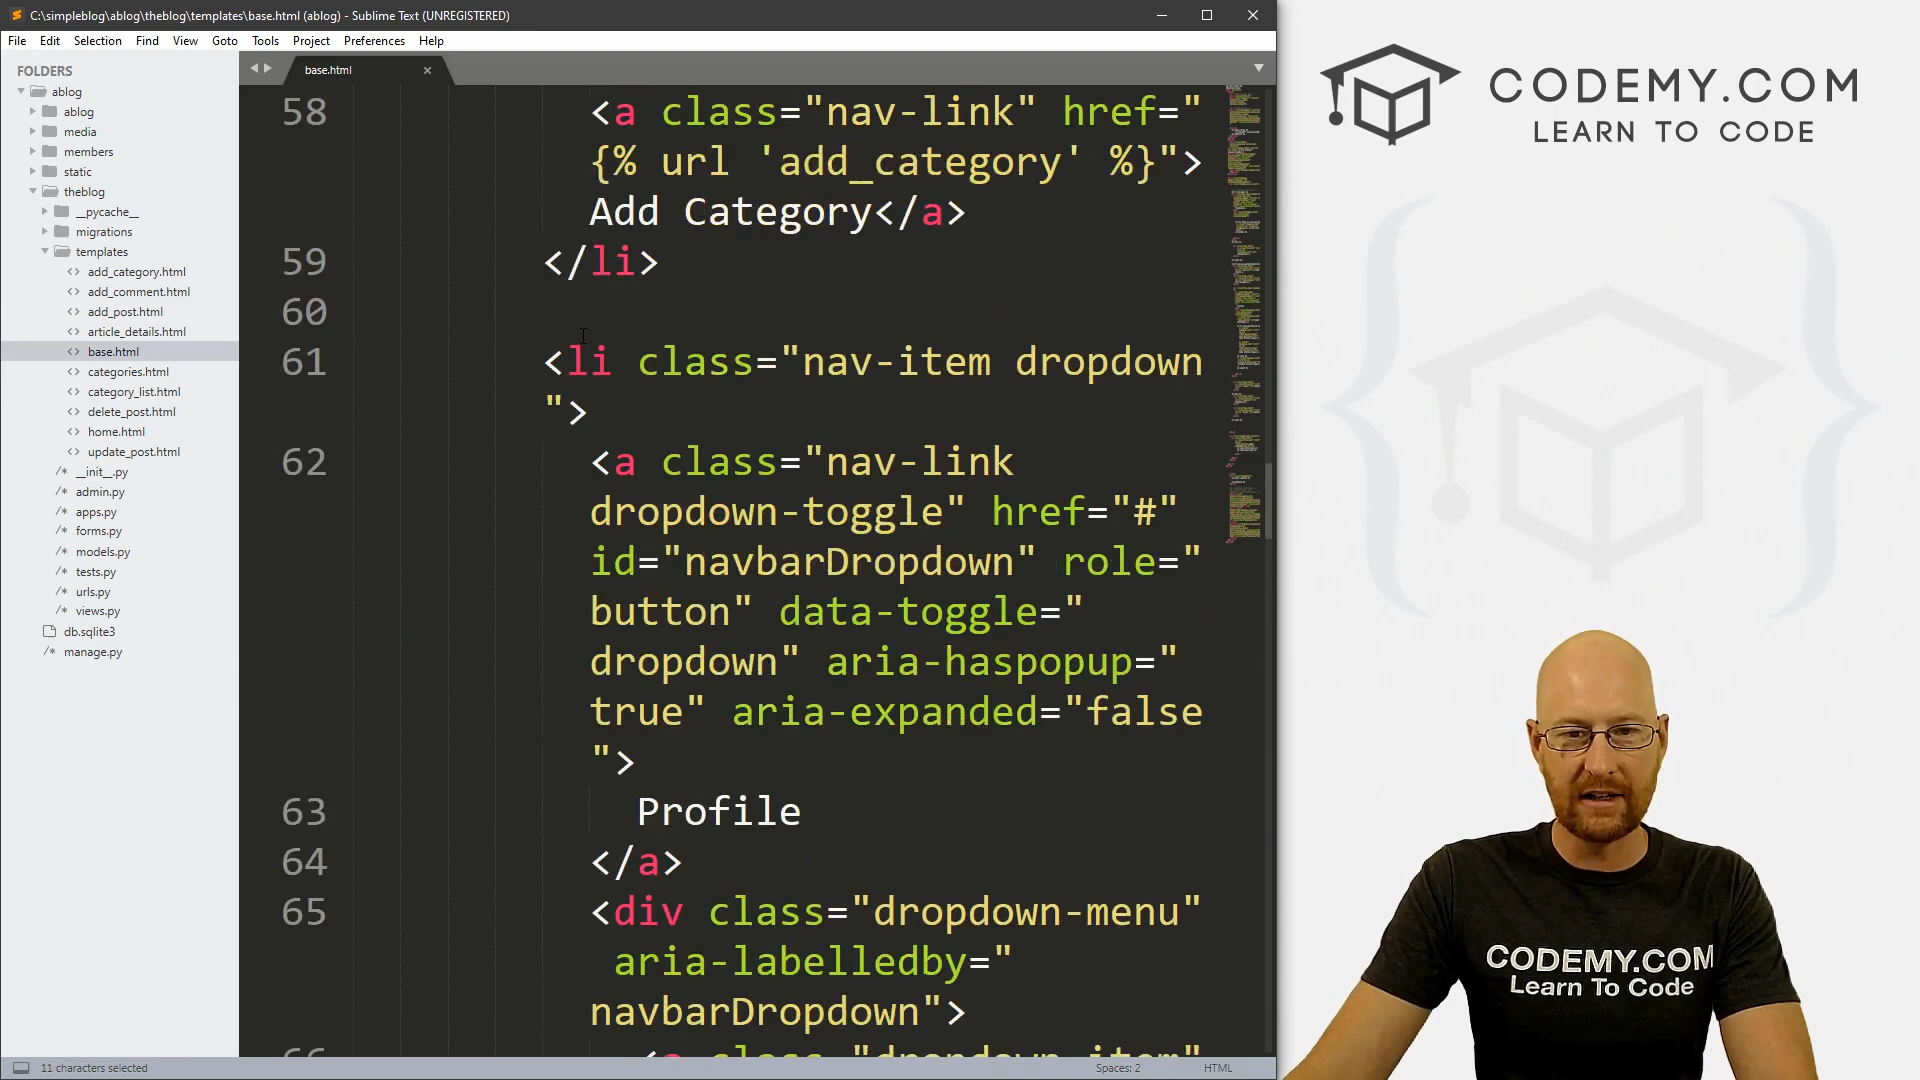 C:\simpleblog\ablog\theblog\templates\base.html (ablog) - Sublime Text (UNREGISTERED)
File Edit Selection Find View Goto Tools Project Preferences Help
FOLDERS
ablog
ablog
media
members
static
theblog
__pycache__
migrations
templates
add_category.html
add_comment.html
add_post.html
article_details.html
base.html
categories.html
category_list.html
delete_post.html
home.html
update_post.html
__init__.py
admin.py
apps.py
forms.py
models.py
tests.py
urls.py
views.py
db.sqlite3
manage.py
base.html
58 <a class="nav-link" href="
{% url 'add_category' %}">
Add Category</a>
59 </li>
60
61 <li class="nav-item dropdown
">
62 <a class="nav-link
dropdown-toggle" href="#"
id="navbarDropdown" role="
button" data-toggle="
dropdown" aria-haspopup="
true" aria-expanded="false
">
63 Profile
64 </a>
65 <div class="dropdown-menu"
aria-labelledby="
navbarDropdown">
66 <a class="dropdown-item"
11 characters selected
Spaces: 2
HTML
CODEMY.COM
LEARN TO CODE
CODEMY.COM
Learn To Code